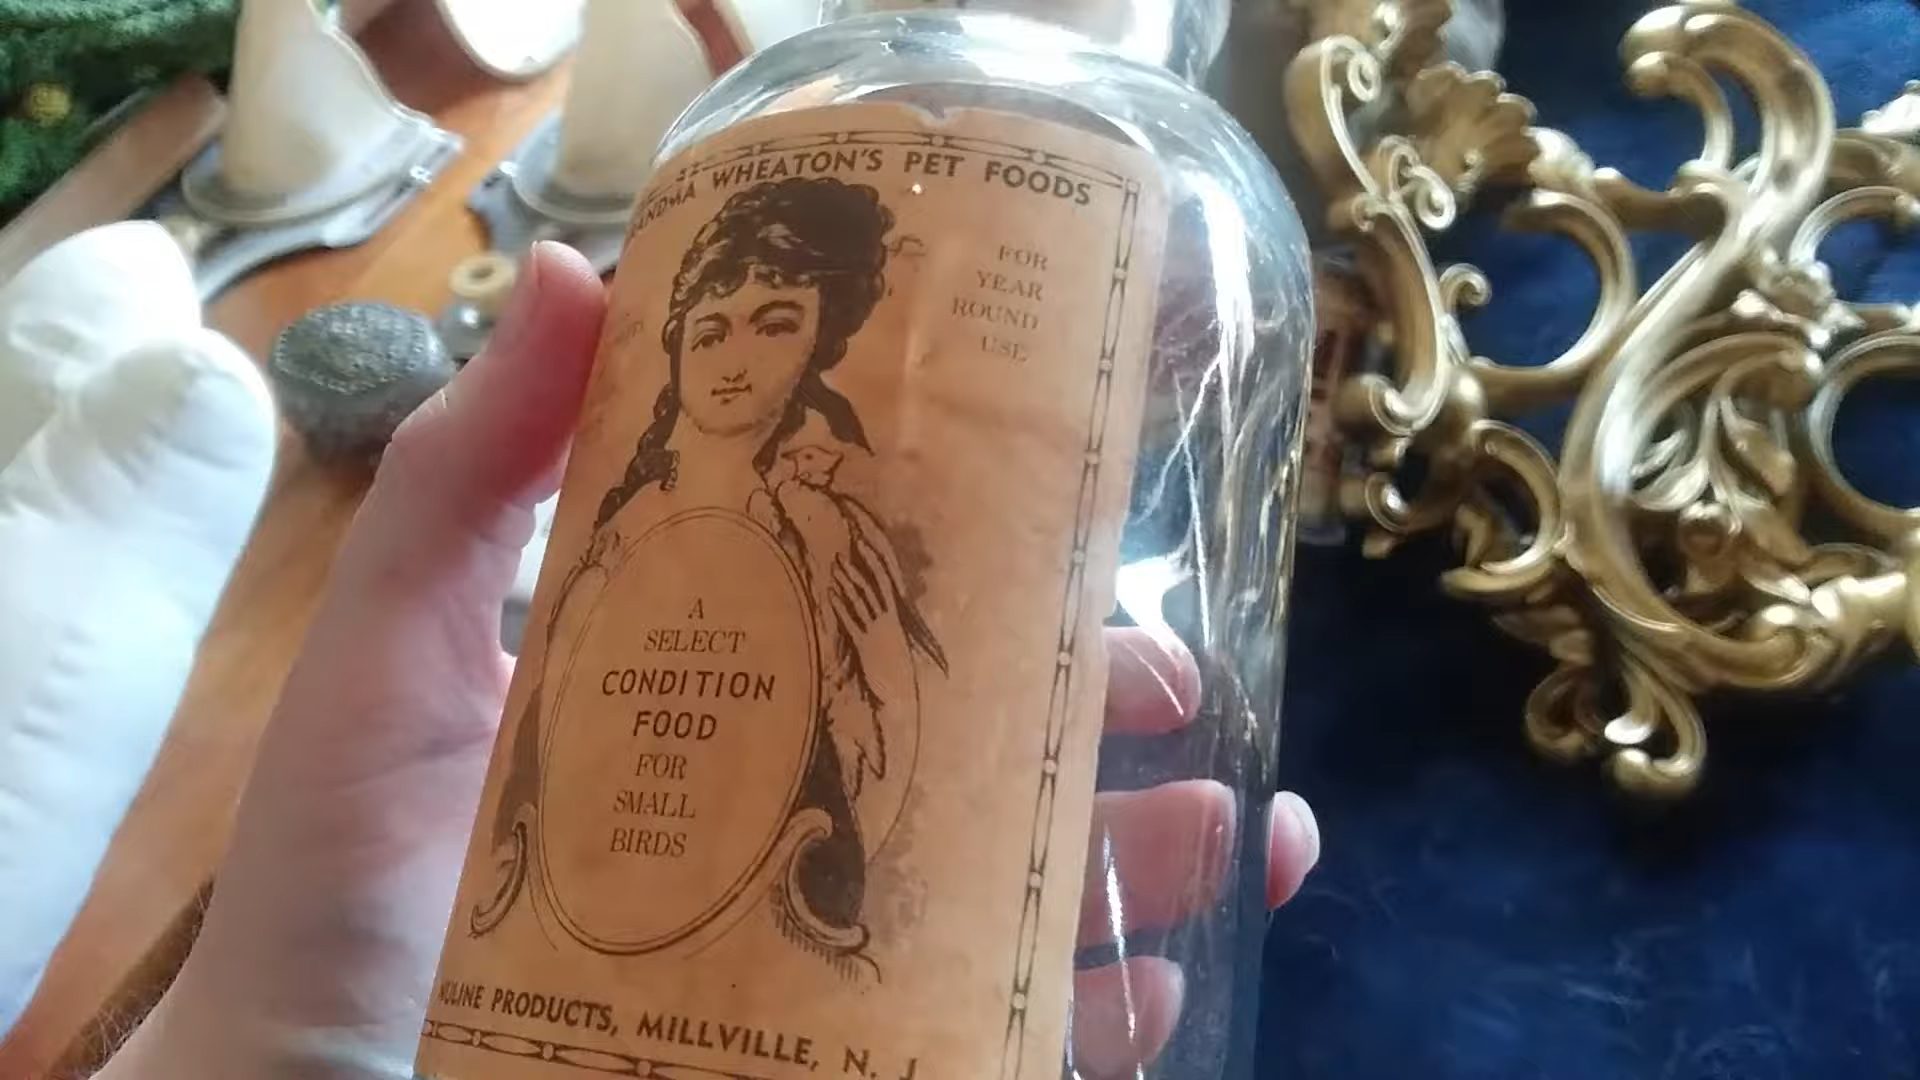 WHEATON'S PET FOODS
FOR
YEAR
ROUND
USE
A
SELECT
CONDITION
FOOD
FOR
SMALL
BIRDS
PRODUCTS, MILLVILLE, N. J